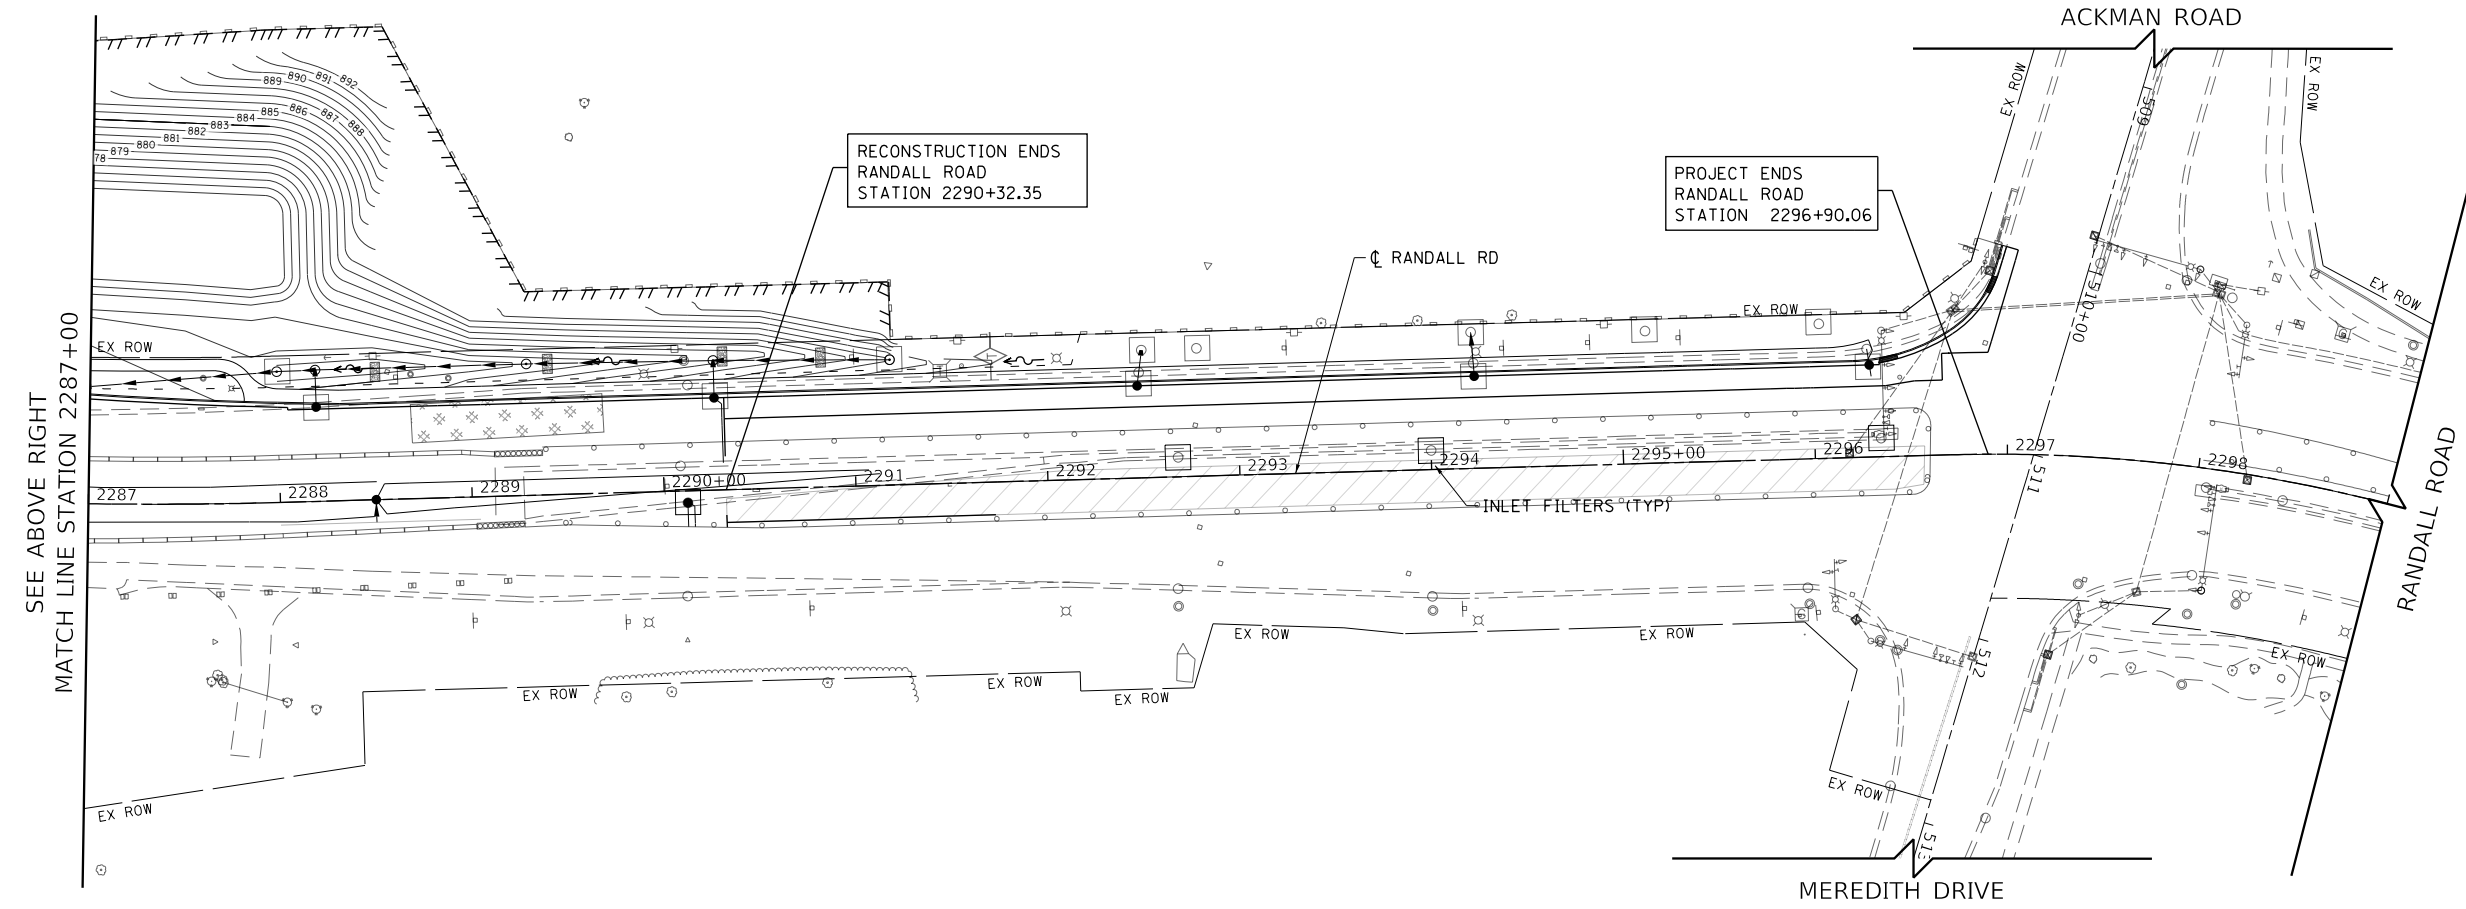 ACKMAN ROAD
EX ROW
EX ROW
892
891
890
889
888
887
886
885
884
883
882
881
880
879
78
509
RECONSTRUCTION ENDS
RANDALL ROAD
STATION 2290+32.35
PROJECT ENDS
RANDALL ROAD
STATION 2296+90.06
℄ RANDALL RD
EX ROW
EX ROW
510+00
EX ROW
SEE ABOVE RIGHT
MATCH LINE STATION 2287+00
2287
2288
2289
2290+00
2291
2292
2293
2294
2295+00
2296
2297
2298
511
INLET FILTERS (TYP)
RANDALL ROAD
EX ROW
EX ROW
EX ROW
EX ROW
EX ROW
EX ROW
512
EX ROW
EX ROW
513
MEREDITH DRIVE